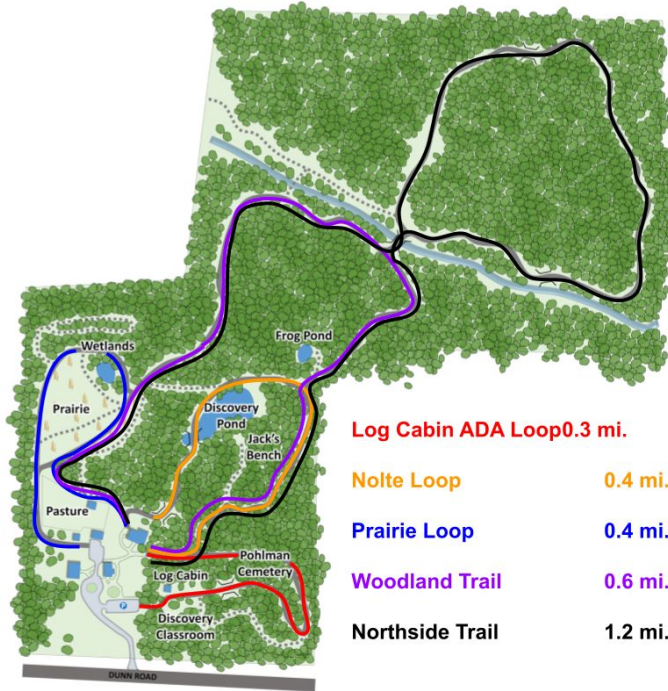 Wetlands
Frog Pond
Prairie
Discovery
Pond
Jack's
Bench
Pasture
Log Cabin
Pohlman
Cemetery
P
Discovery
Classroom
DUNN ROAD
Log Cabin ADA Loop0.3 mi.
Nolte Loop 0.4 mi.
Prairie Loop 0.4 mi.
Woodland Trail 0.6 mi.
Northside Trail 1.2 mi.